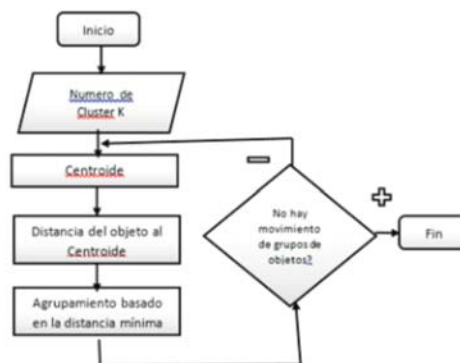 Inicio
Numero de
Cluster K
Centroide
Distancia del objeto al
Centroide
Agrupamiento basado
en la distancia mínima
No hay
movimiento
de grupos de
objetos?
Fin